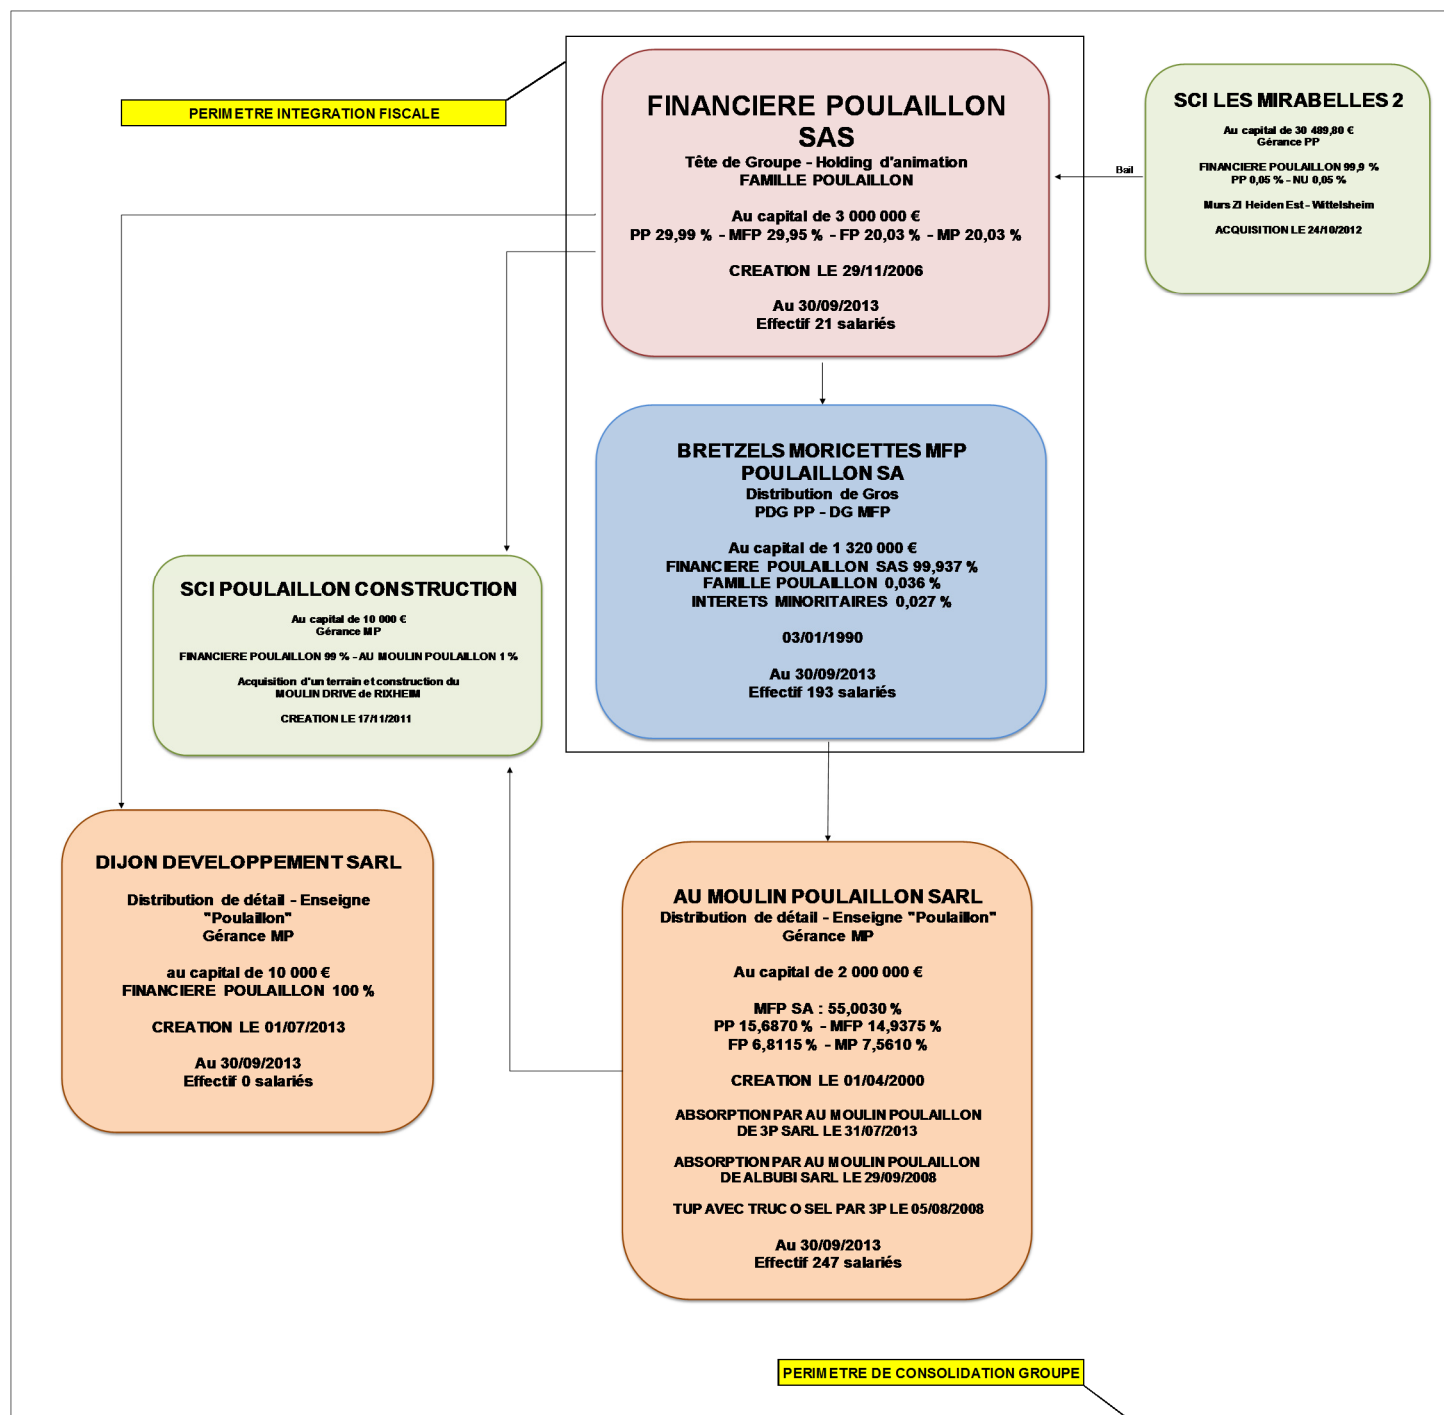 PERIMETRE INTEGRATION FISCALE
FINANCIERE POULAILLON
SAS
Tête de Groupe - Holding d'animation
FAMILLE POULAILLON
Au capital de 3 000 000 €
PP 29,99 % - MFP 29,95 % - FP 20,03 % - MP 20,03 %
CREATION LE 29/11/2006
Au 30/09/2013
Effectif 21 salariés
Bail
SCI LES MIRABELLES 2
Au capital de 30 489,80 €
Gérance PP
FINANCIERE POULAILLON 99,9 %
PP 0,05 % - NU 0,05 %
Murs ZI Heiden Est - Wittelsheim
ACQUISITION LE 24/10/2012
BRETZELS MORICETTES MFP
POULAILLON SA
Distribution de Gros
PDG PP - DG MFP
Au capital de 1 320 000 €
FINANCIERE POULAILLON SAS 99,937 %
FAMILLE POULAILLON 0,036 %
INTERETS MINORITAIRES 0,027 %
03/01/1990
Au 30/09/2013
Effectif 193 salariés
SCI POULAILLON CONSTRUCTION
Au capital de 10 000 €
Gérance MP
FINANCIERE POULAILLON 99 % - AU MOULIN POULAILLON 1 %
Acquisition d'un terrain et construction du
MOULIN DRIVE de RIXHEIM
CREATION LE 17/11/2011
DIJON DEVELOPPEMENT SARL
Distribution de détail - Enseigne
"Poulaillon"
Gérance MP
au capital de 10 000 €
FINANCIERE POULAILLON 100 %
CREATION LE 01/07/2013
Au 30/09/2013
Effectif 0 salariés
AU MOULIN POULAILLON SARL
Distribution de détail - Enseigne "Poulaillon"
Gérance MP
Au capital de 2 000 000 €
MFP SA : 55,0030 %
PP 15,6870 % - MFP 14,9375 %
FP 6,8115 % - MP 7,5610 %
CREATION LE 01/04/2000
ABSORPTION PAR AU MOULIN POULAILLON
DE 3P SARL LE 31/07/2013
ABSORPTION PAR AU MOULIN POULAILLON
DE ALBUBI SARL LE 29/09/2008
TUP AVEC TRUC O SEL PAR 3P LE 05/08/2008
Au 30/09/2013
Effectif 247 salariés
PERIMETRE DE CONSOLIDATION GROUPE